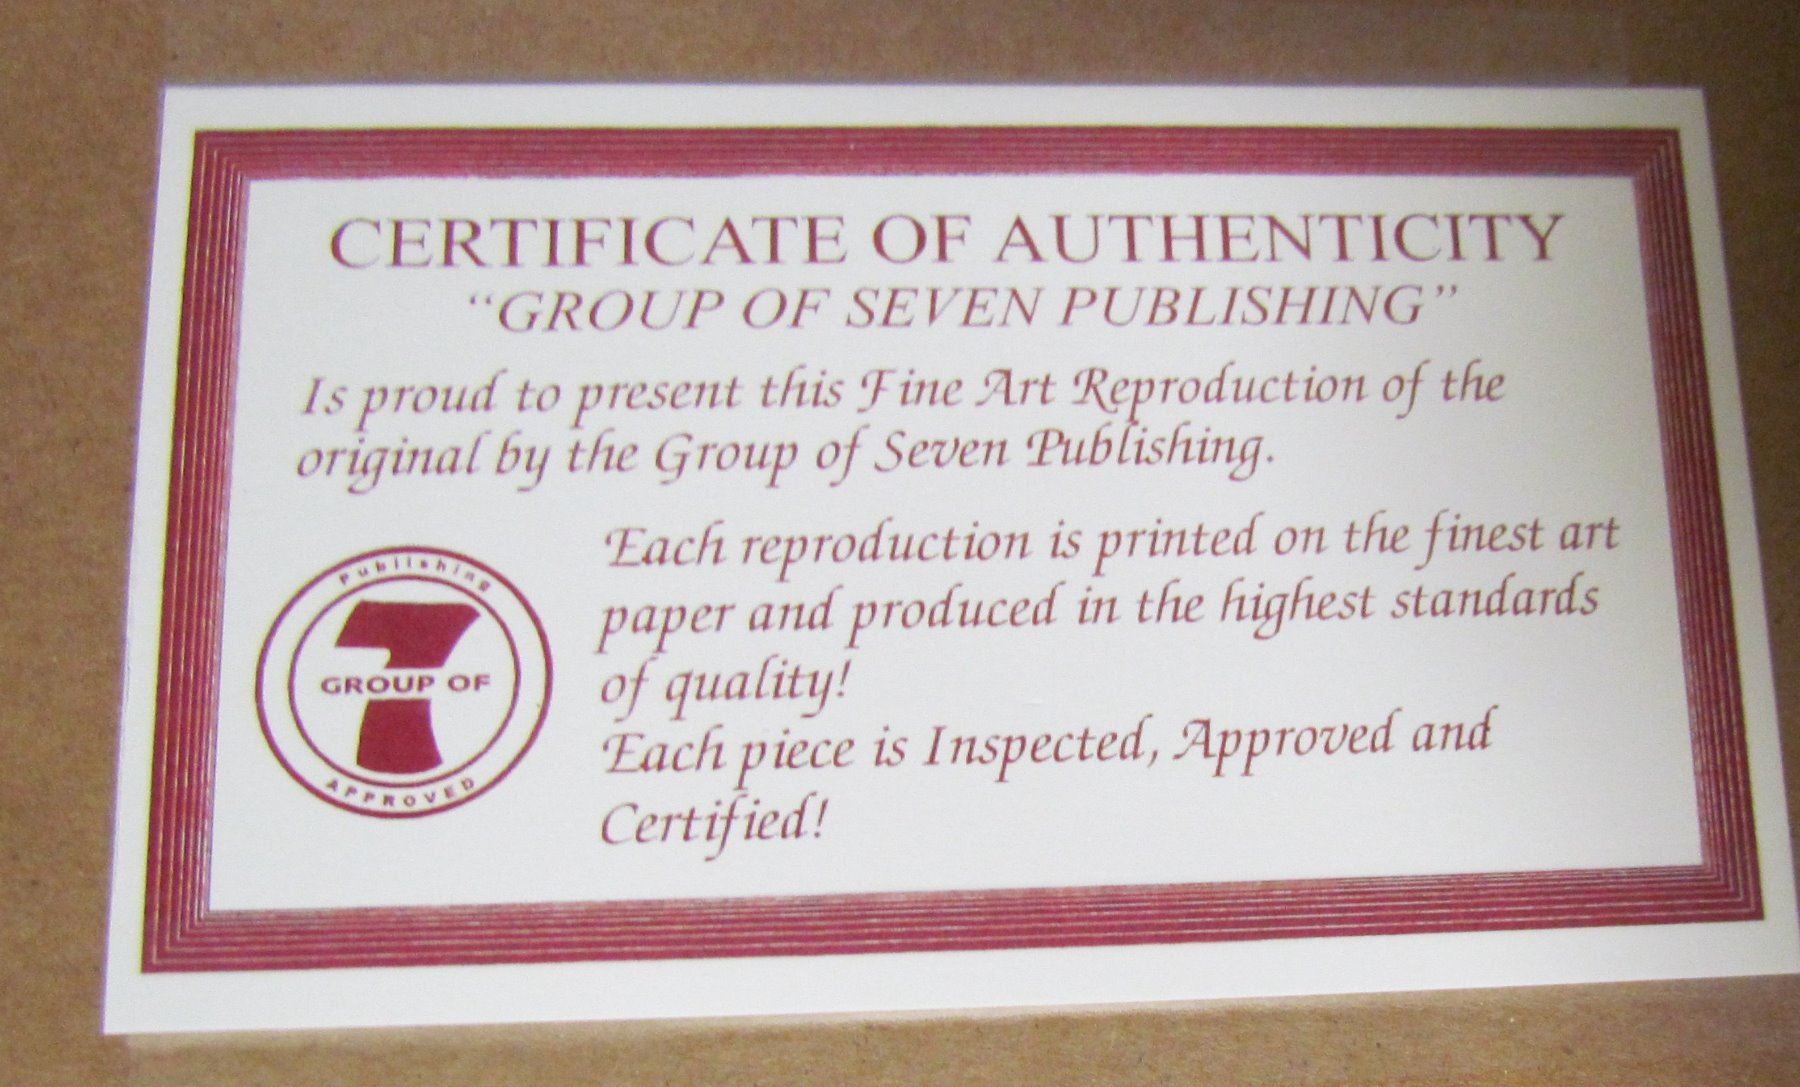 CERTIFICATE OF AUTHENTICITY
“GROUP OF SEVEN PUBLISHING”
Is proud to present this Fine Art Reproduction of the
original by the Group of Seven Publishing.
Each reproduction is printed on the finest art
paper and produced in the highest standards
of quality!
Each piece is Inspected, Approved and
Certified!
Publishing
7
GROUP OF
APPROVED